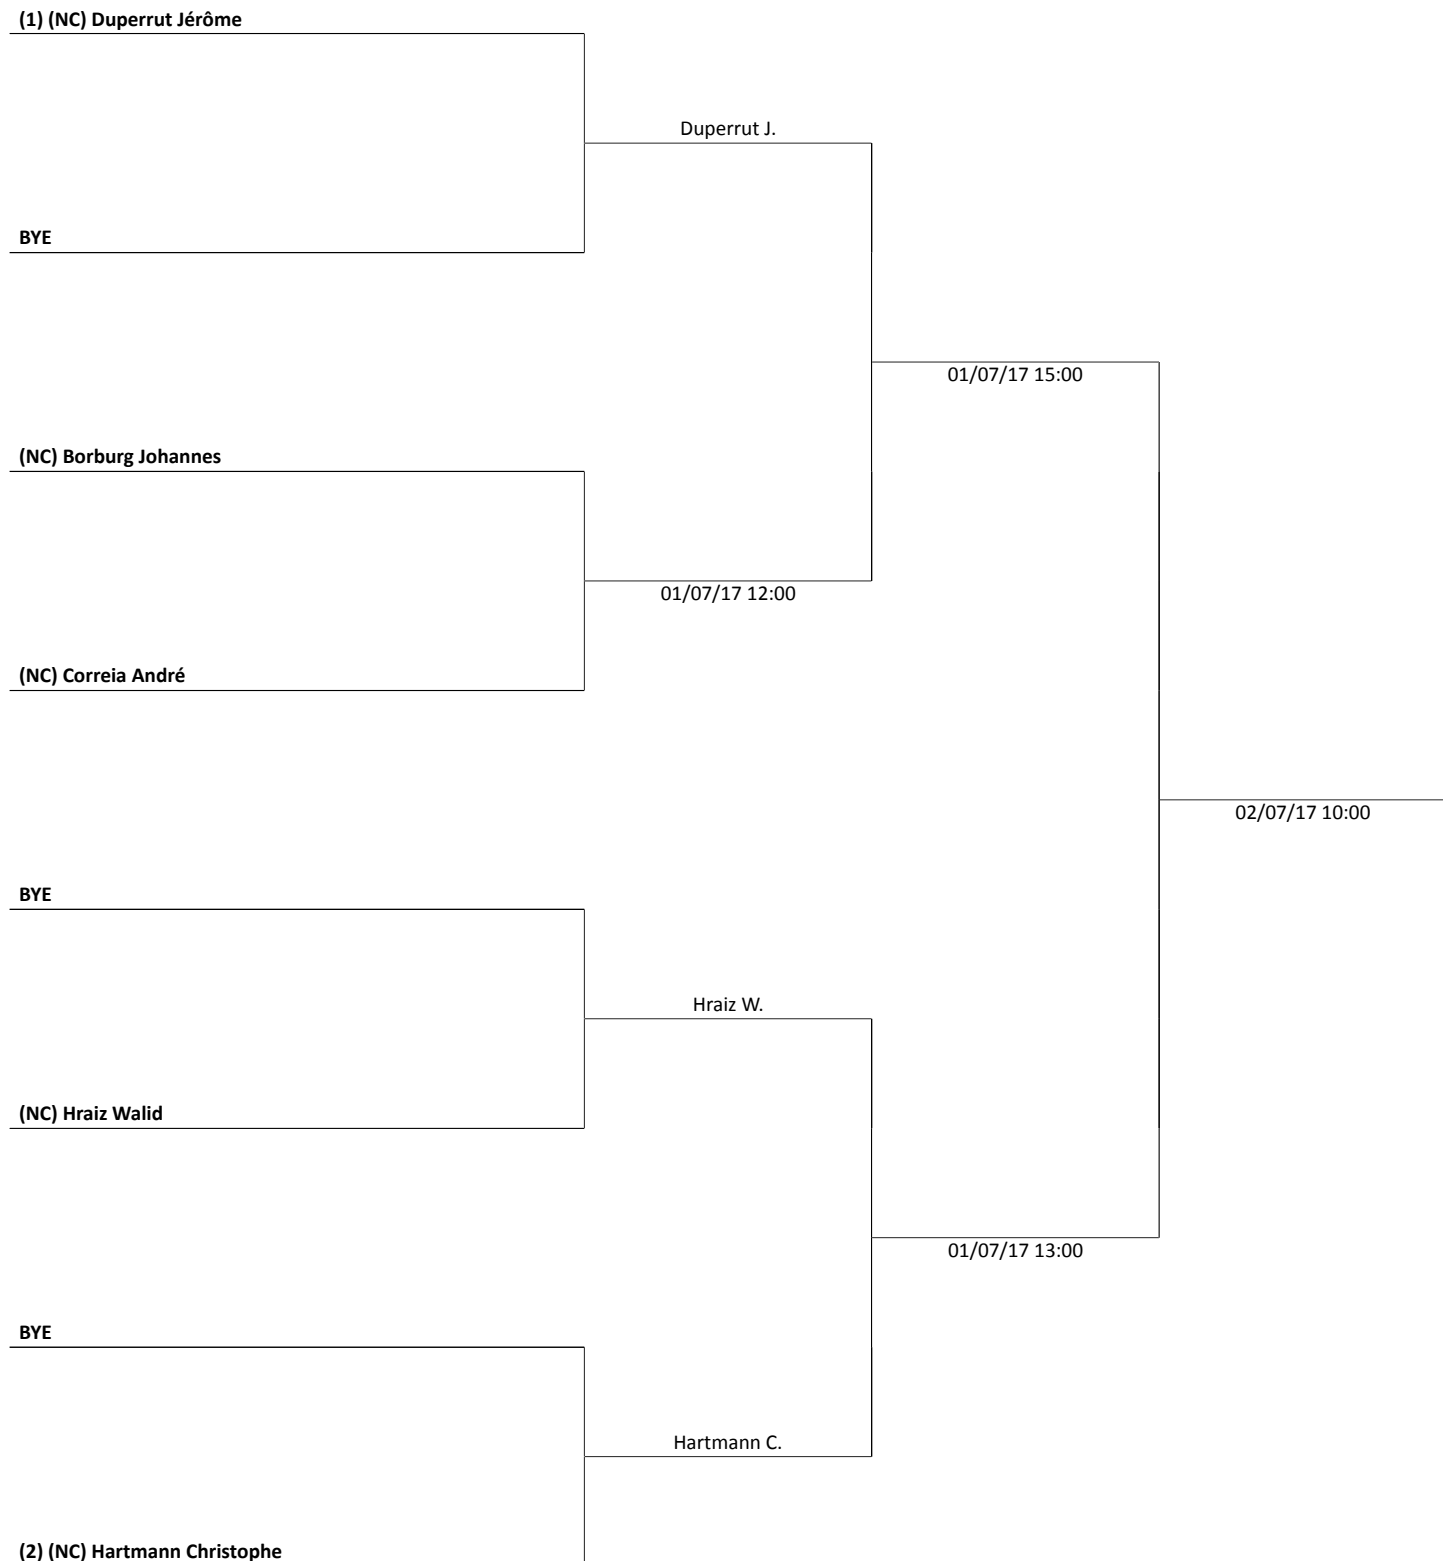 (1) (NC) Duperrut Jérôme
Duperrut J.
BYE
01/07/17 15:00
(NC) Borburg Johannes
01/07/17 12:00
(NC) Correia André
02/07/17 10:00
BYE
Hraiz W.
(NC) Hraiz Walid
01/07/17 13:00
BYE
Hartmann C.
(2) (NC) Hartmann Christophe